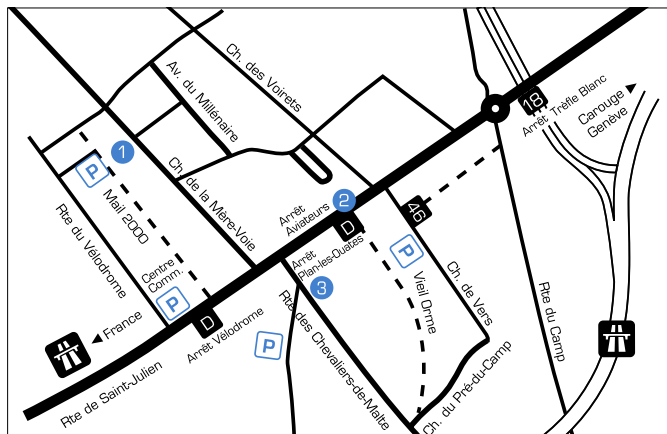 Ch. des Voirets
Av. du Millénaire
18
Arrêt Trèfle Blanc
Carouge
Genève
1
P
Mail 2000
Ch. de la Mère-Voie
Rte du Vélodrome
Arrêt
Aviateurs
2
D
46
Arrêt
Plan-les-Ouates
3
P
Vieil Orme
Ch. de Vers
Centre
Comm.
P
D
Arrêt Vélodrome
P
France
Rte de Saint-Julien
Rte des Chevaliers-de-Malte
Ch. du Pré-du-Camp
Rte du Camp